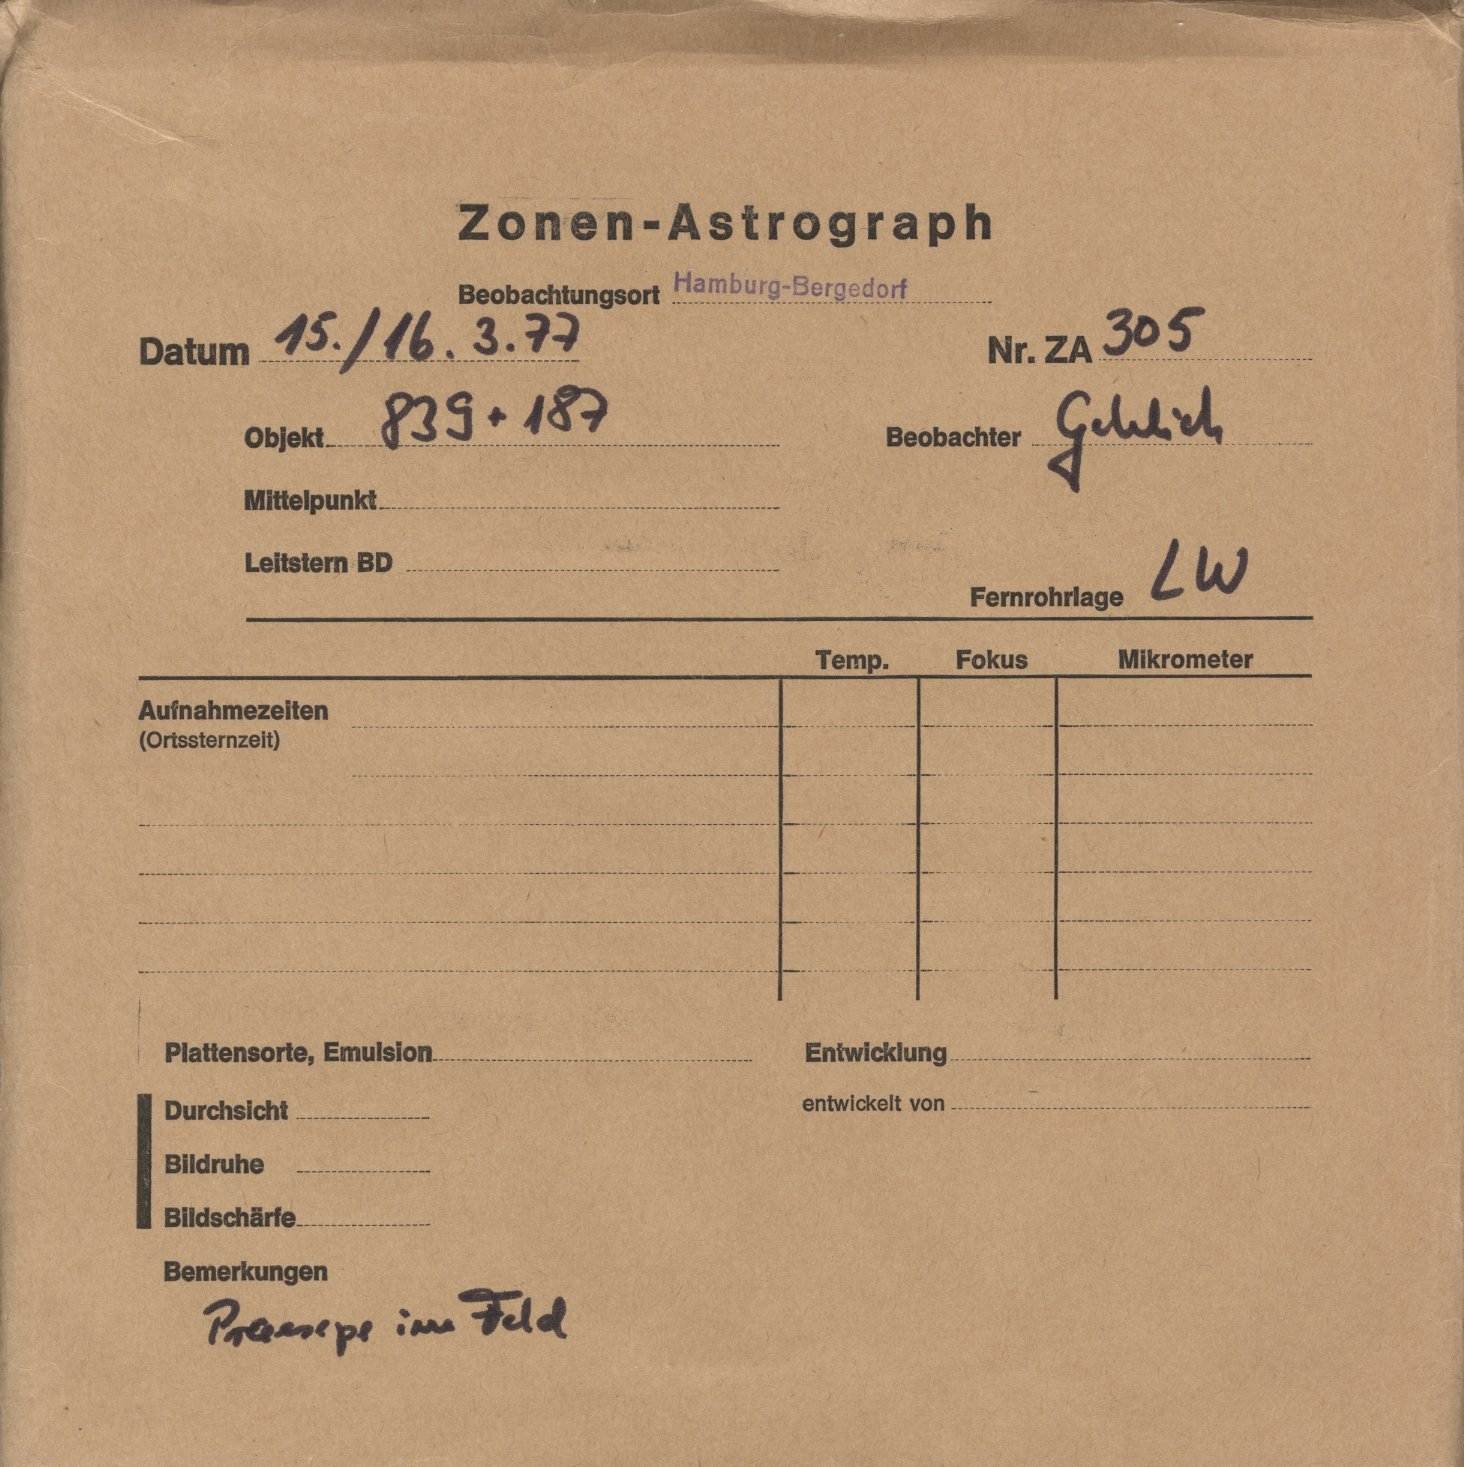 Zonen-Astrograph
Beobachtungsort Hamburg-Bergedorf
Datum 15./16. 3. 77 Nr. ZA 305
Objekt 839 + 187 Beobachter
Mittelpunkt
Leitstern BD
Fernrohrlage LW
Temp. Fokus Mikrometer
Aufnahmezeiten
(Ortssternzeit)
Plattensorte, Emulsion Entwicklung
Durchsicht entwickelt von
Bildruhe
Bildschärfe
Bemerkungen
Praesepe im Feld